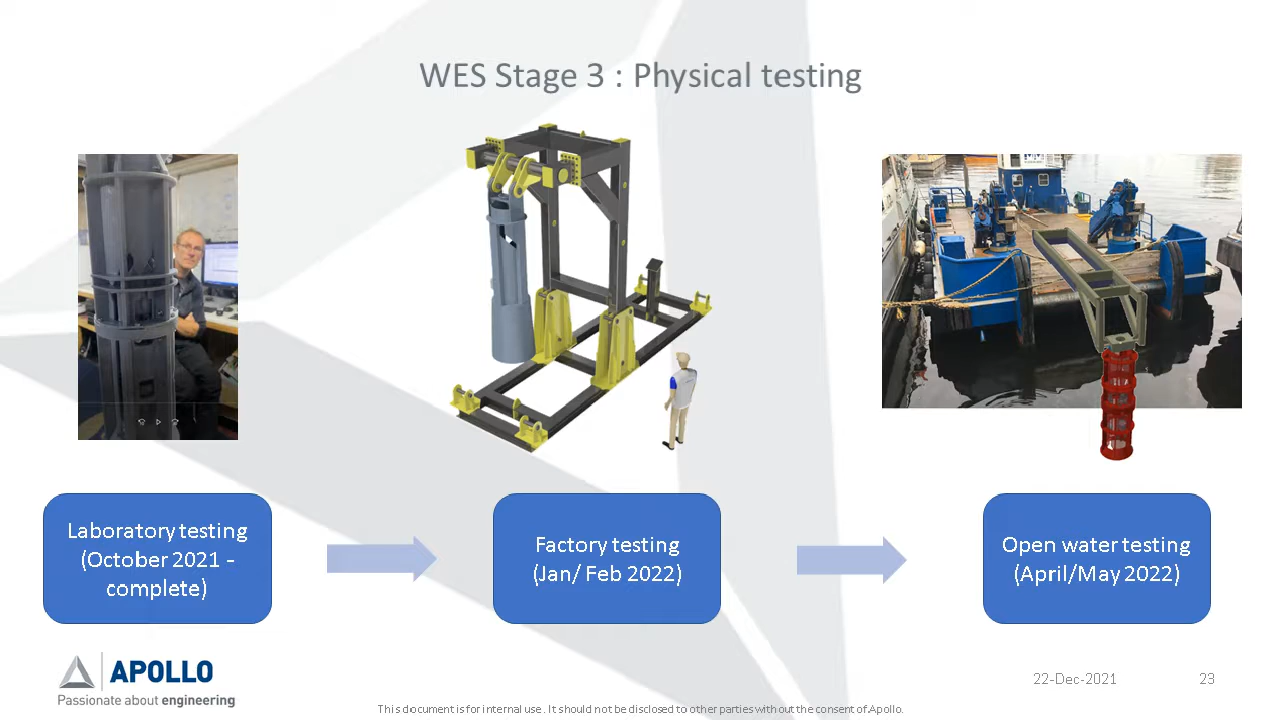 WES Stage 3 : Physical testing
Laboratory testing
(October 2021 -
complete)
Factory testing
(Jan/ Feb 2022)
Open water testing
(April/May 2022)
APOLLO
Passionate about engineering
22-Dec-2021
23
This document is for internal use. It should not be disclosed to other parties without the consent of Apollo.